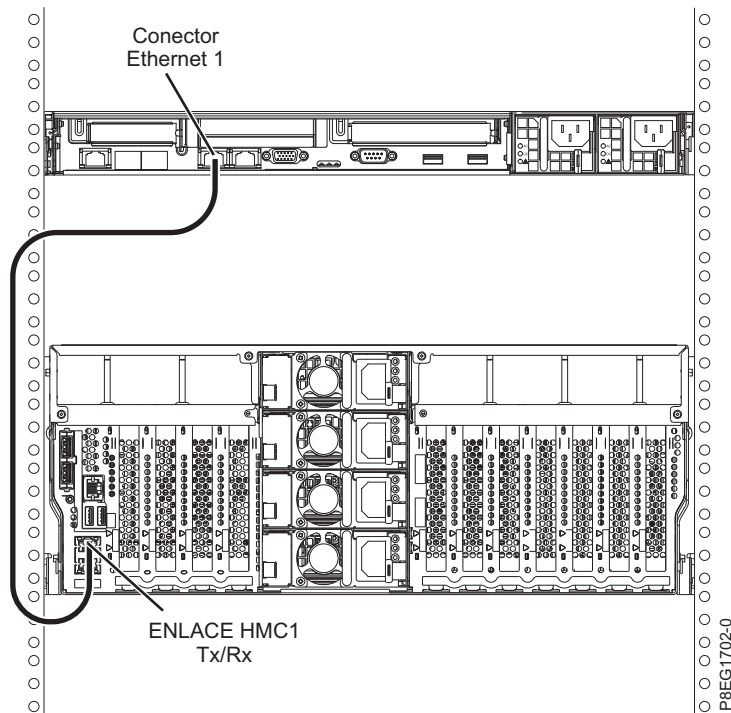 Conector
Ethernet 1
ENLACE HMC1
Tx/Rx
P8EG1702-0